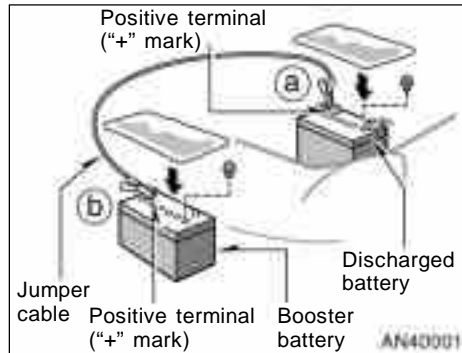 Positive terminal
(“+” mark)
a
b
Discharged
battery
Jumper
cable
Positive terminal
(“+” mark)
Booster
battery
AN40001